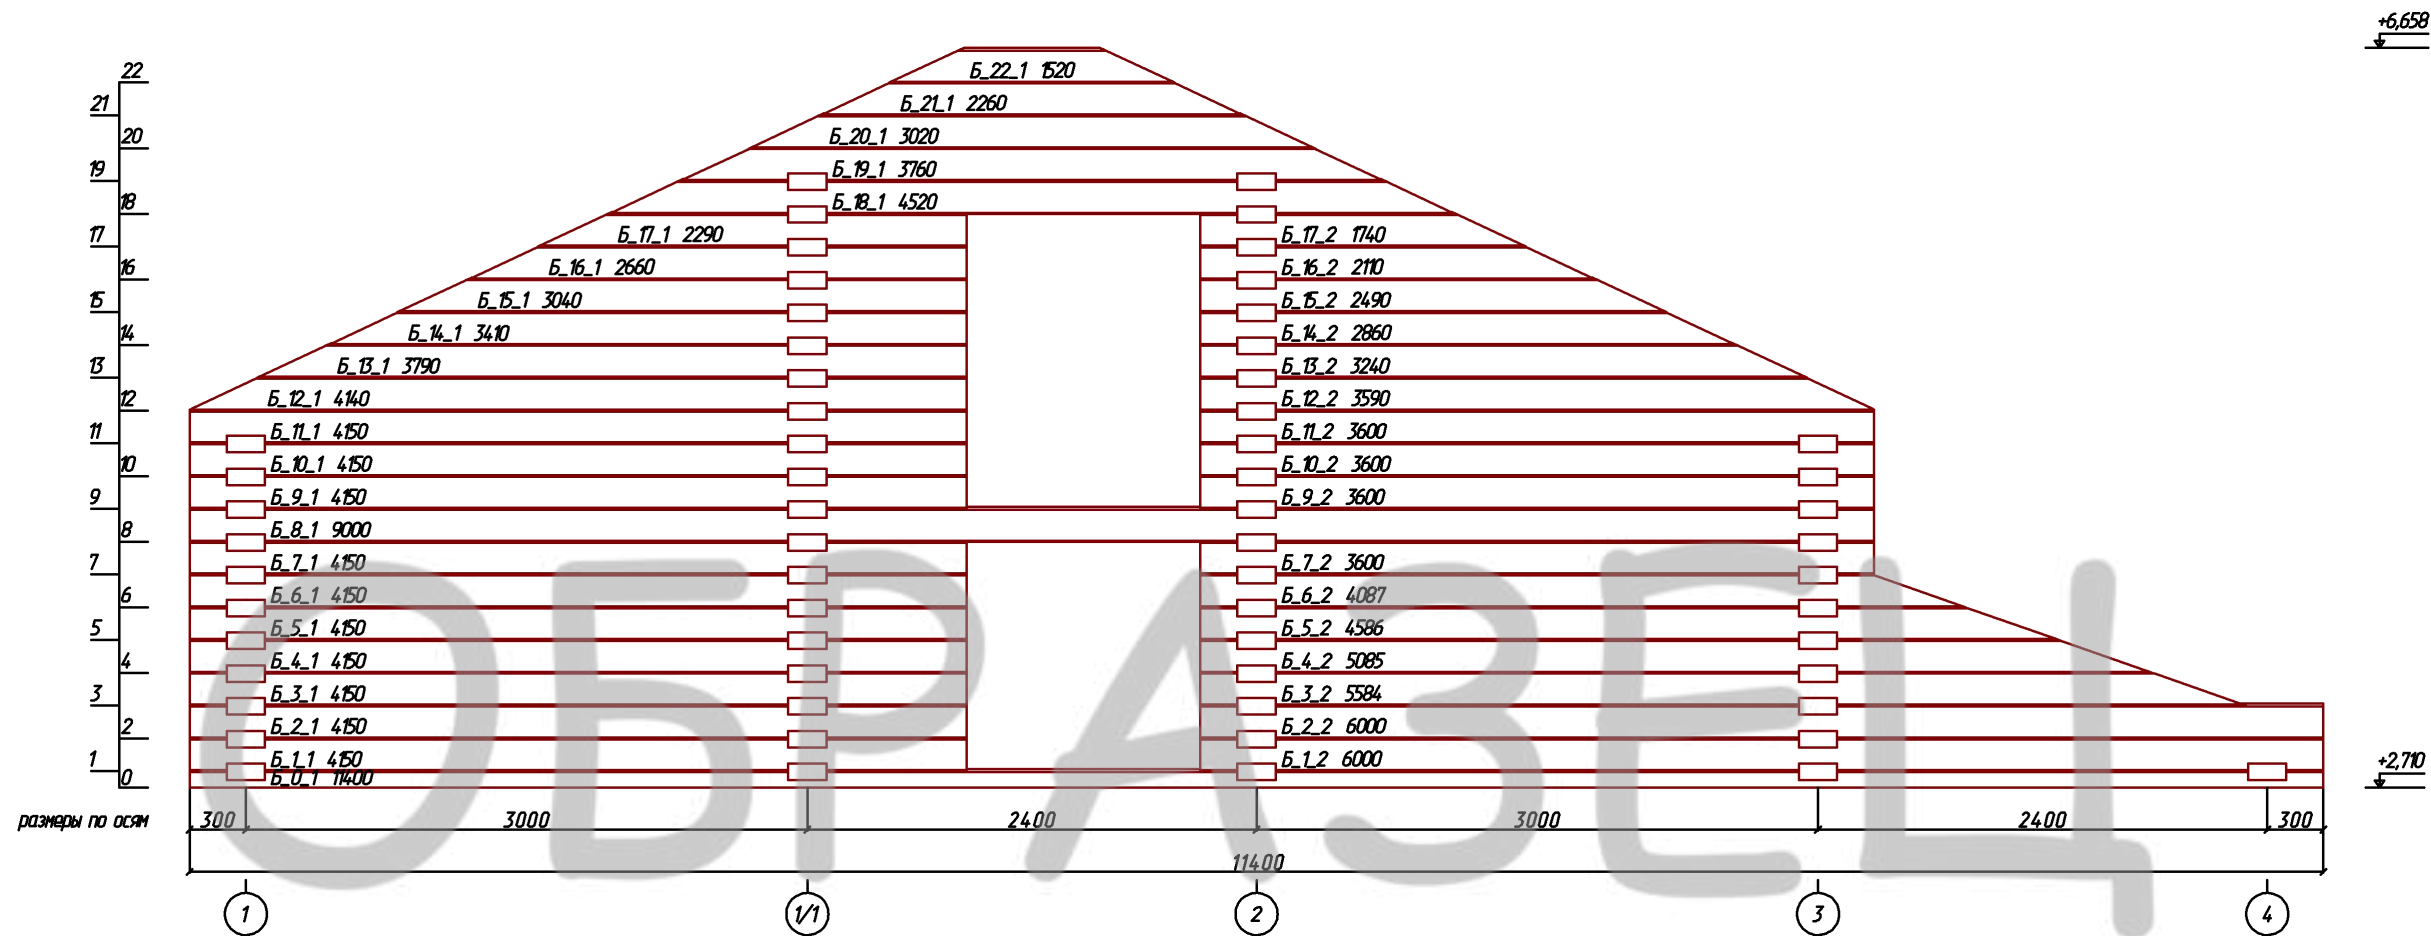 +6,658
22 Б_22_1 1520
21 Б_21_1 2260
20 Б_20_1 3020
19 Б_19_1 3760
18 Б_18_1 4520
17 Б_17_1 2290 Б_17_2 1740
16 Б_16_1 2660 Б_16_2 2110
15 Б_15_1 3040 Б_15_2 2490
14 Б_14_1 3410 Б_14_2 2860
13 Б_13_1 3790 Б_13_2 3240
12 Б_12_1 4140 Б_12_2 3590
11 Б_11_1 4150 Б_11_2 3600
10 Б_10_1 4150 Б_10_2 3600
9 Б_9_1 4150 Б_9_2 3600
8 Б_8_1 9000
7 Б_7_1 4150 Б_7_2 3600
6 Б_6_1 4150 Б_6_2 4087
5 Б_5_1 4150 Б_5_2 4586
4 Б_4_1 4150 Б_4_2 5085
3 Б_3_1 4150 Б_3_2 5584
2 Б_2_1 4150 Б_2_2 6000
1 Б_1_1 4150 Б_1_2 6000 +2,710
0 Б_0_1 11400
размеры по осям 300 3000 2400 3000 2400 300
11400
1 1/1 2 3 4
ОБРАЗЕЦ